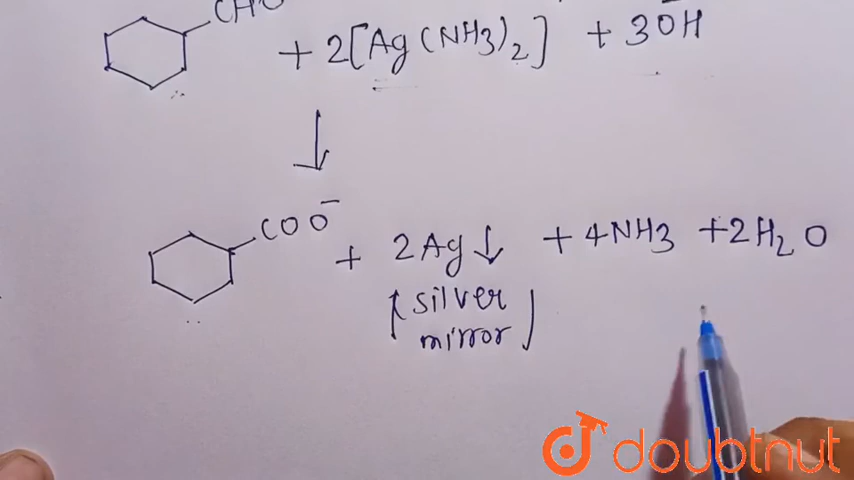 CHO
+ 2[Ag(NH3)2] + 3OH
COO⁻ + 2Ag↓ + 4NH3 + 2H2O
[silver
mirror]
doubtnut